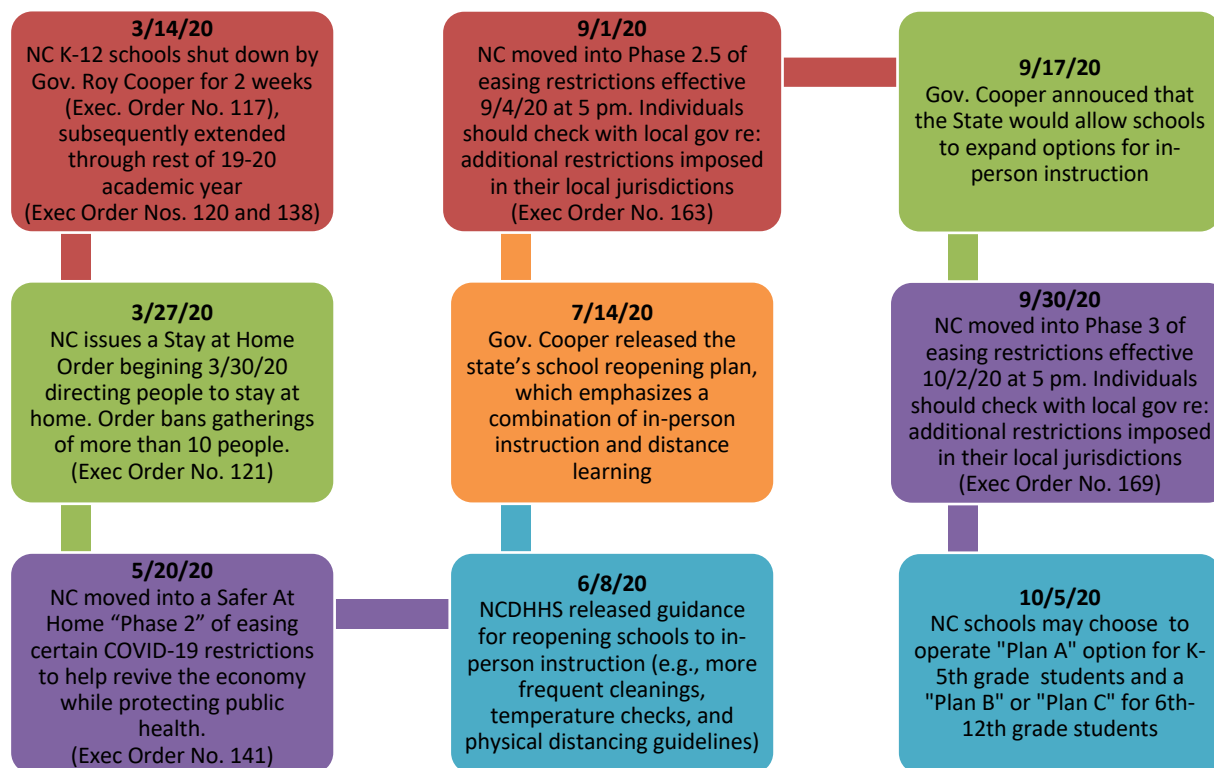 3/14/20
NC K-12 schools shut down by
Gov. Roy Cooper for 2 weeks
(Exec. Order No. 117),
subsequently extended
through rest of 19-20
academic year
(Exec Order Nos. 120 and 138)
3/27/20
NC issues a Stay at Home
Order begining 3/30/20
directing people to stay at
home. Order bans gatherings
of more than 10 people.
(Exec Order No. 121)
5/20/20
NC moved into a Safer At
Home “Phase 2” of easing
certain COVID-19 restrictions
to help revive the economy
while protecting public
health.
(Exec Order No. 141)
6/8/20
NCDHHS released guidance
for reopening schools to in-
person instruction (e.g., more
frequent cleanings,
temperature checks, and
physical distancing guidelines)
7/14/20
Gov. Cooper released the
state’s school reopening plan,
which emphasizes a
combination of in-person
instruction and distance
learning
9/1/20
NC moved into Phase 2.5 of
easing restrictions effective
9/4/20 at 5 pm. Individuals
should check with local gov re:
additional restrictions imposed
in their local jurisdictions
(Exec Order No. 163)
9/17/20
Gov. Cooper annouced that
the State would allow schools
to expand options for in-
person instruction
9/30/20
NC moved into Phase 3 of
easing restrictions effective
10/2/20 at 5 pm. Individuals
should check with local gov re:
additional restrictions imposed
in their local jurisdictions
(Exec Order No. 169)
10/5/20
NC schools may choose to
operate "Plan A" option for K-
5th grade students and a
"Plan B" or "Plan C" for 6th-
12th grade students